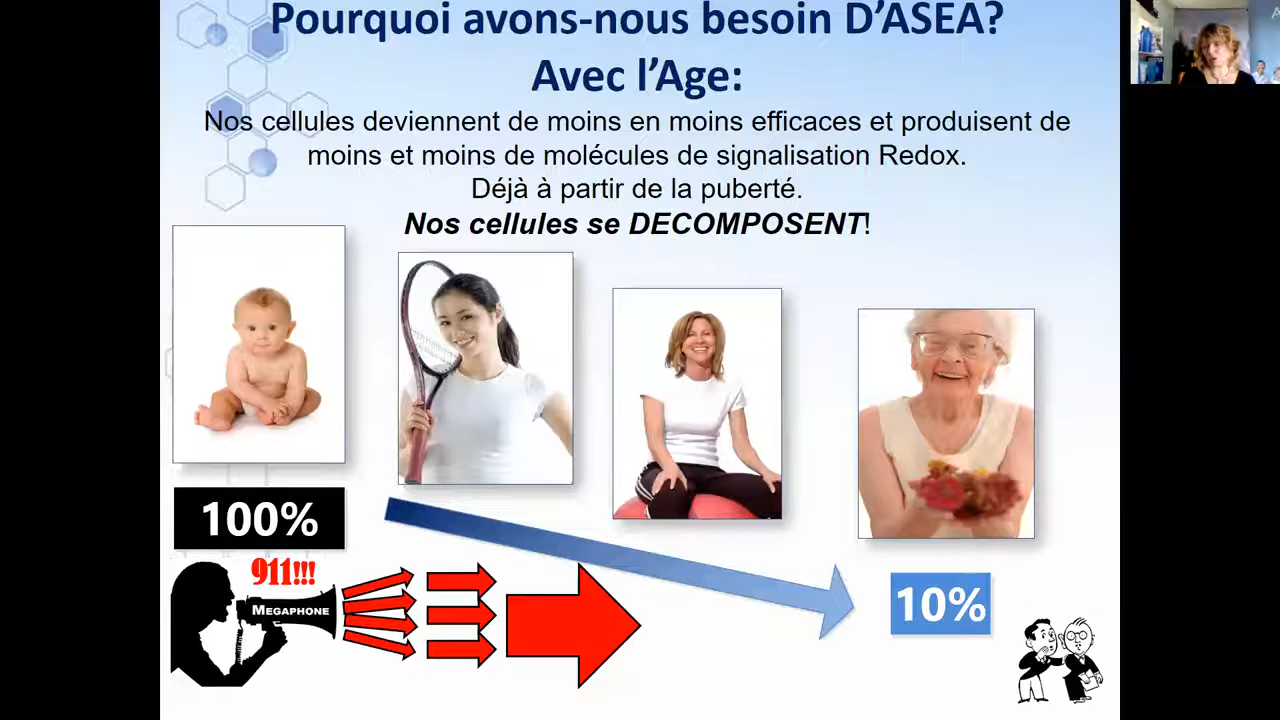 Pourquoi avons-nous besoin D’ASEA?
Avec l’Age:
Nos cellules deviennent de moins en moins efficaces et produisent de
moins et moins de molécules de signalisation Redox.
Déjà à partir de la puberté.
Nos cellules se DECOMPOSENT!
100%
911!!!
MEGAPHONE
10%